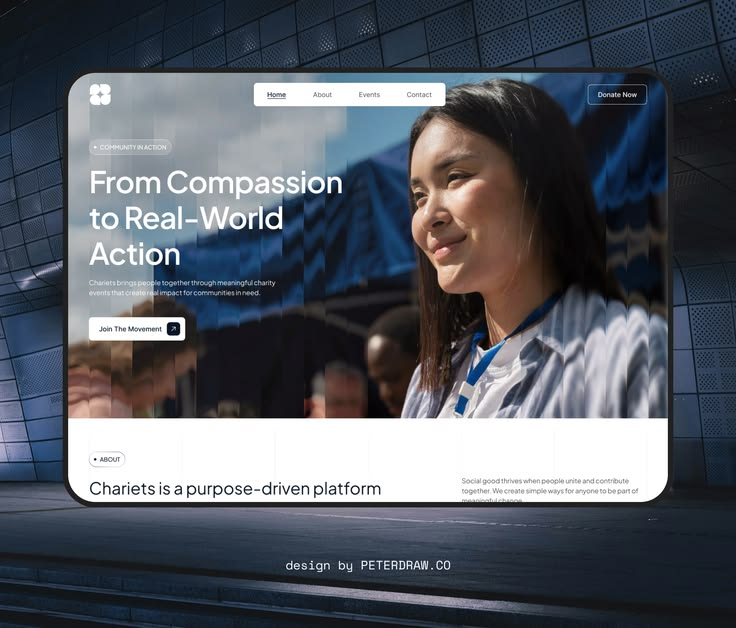 Home About Events Contact
Donate Now
COMMUNITY IN ACTION
From Compassion
to Real-World
Action
Chariets brings people together through meaningful charity
events that create real impact for communities in need.
Join The Movement
ABOUT
Chariets is a purpose-driven platform
Social good thrives when people unite and contribute
together. We create simple ways for anyone to be part of
meaningful change.
design by PETERDRAW.CO